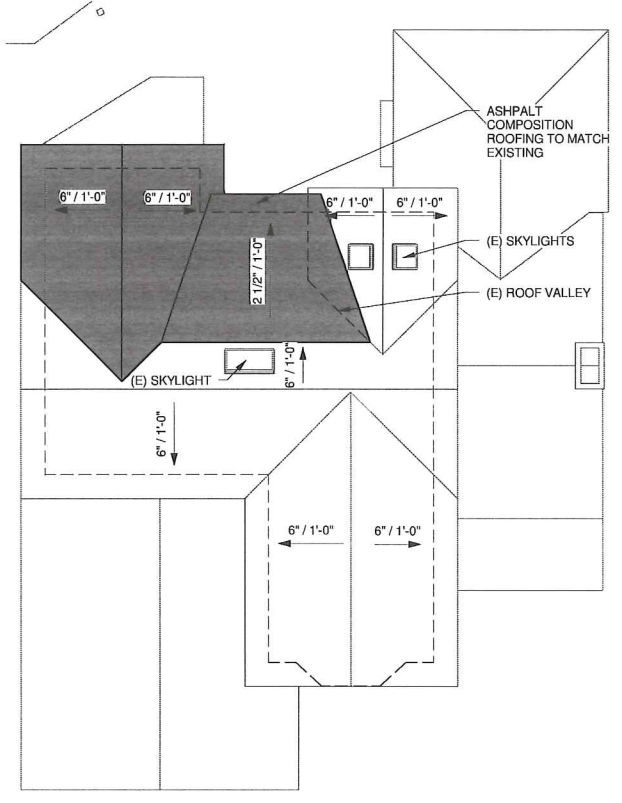 ASHPALT
COMPOSITION
ROOFING TO MATCH
EXISTING
6" / 1'-0"
6" / 1'-0"
6" / 1'-0"
6" / 1'-0"
(E) SKYLIGHTS
2 1/2" / 1'-0"
(E) ROOF VALLEY
6" / 1'-0"
(E) SKYLIGHT
6" / 1'-0"
6" / 1'-0"
6" / 1'-0"